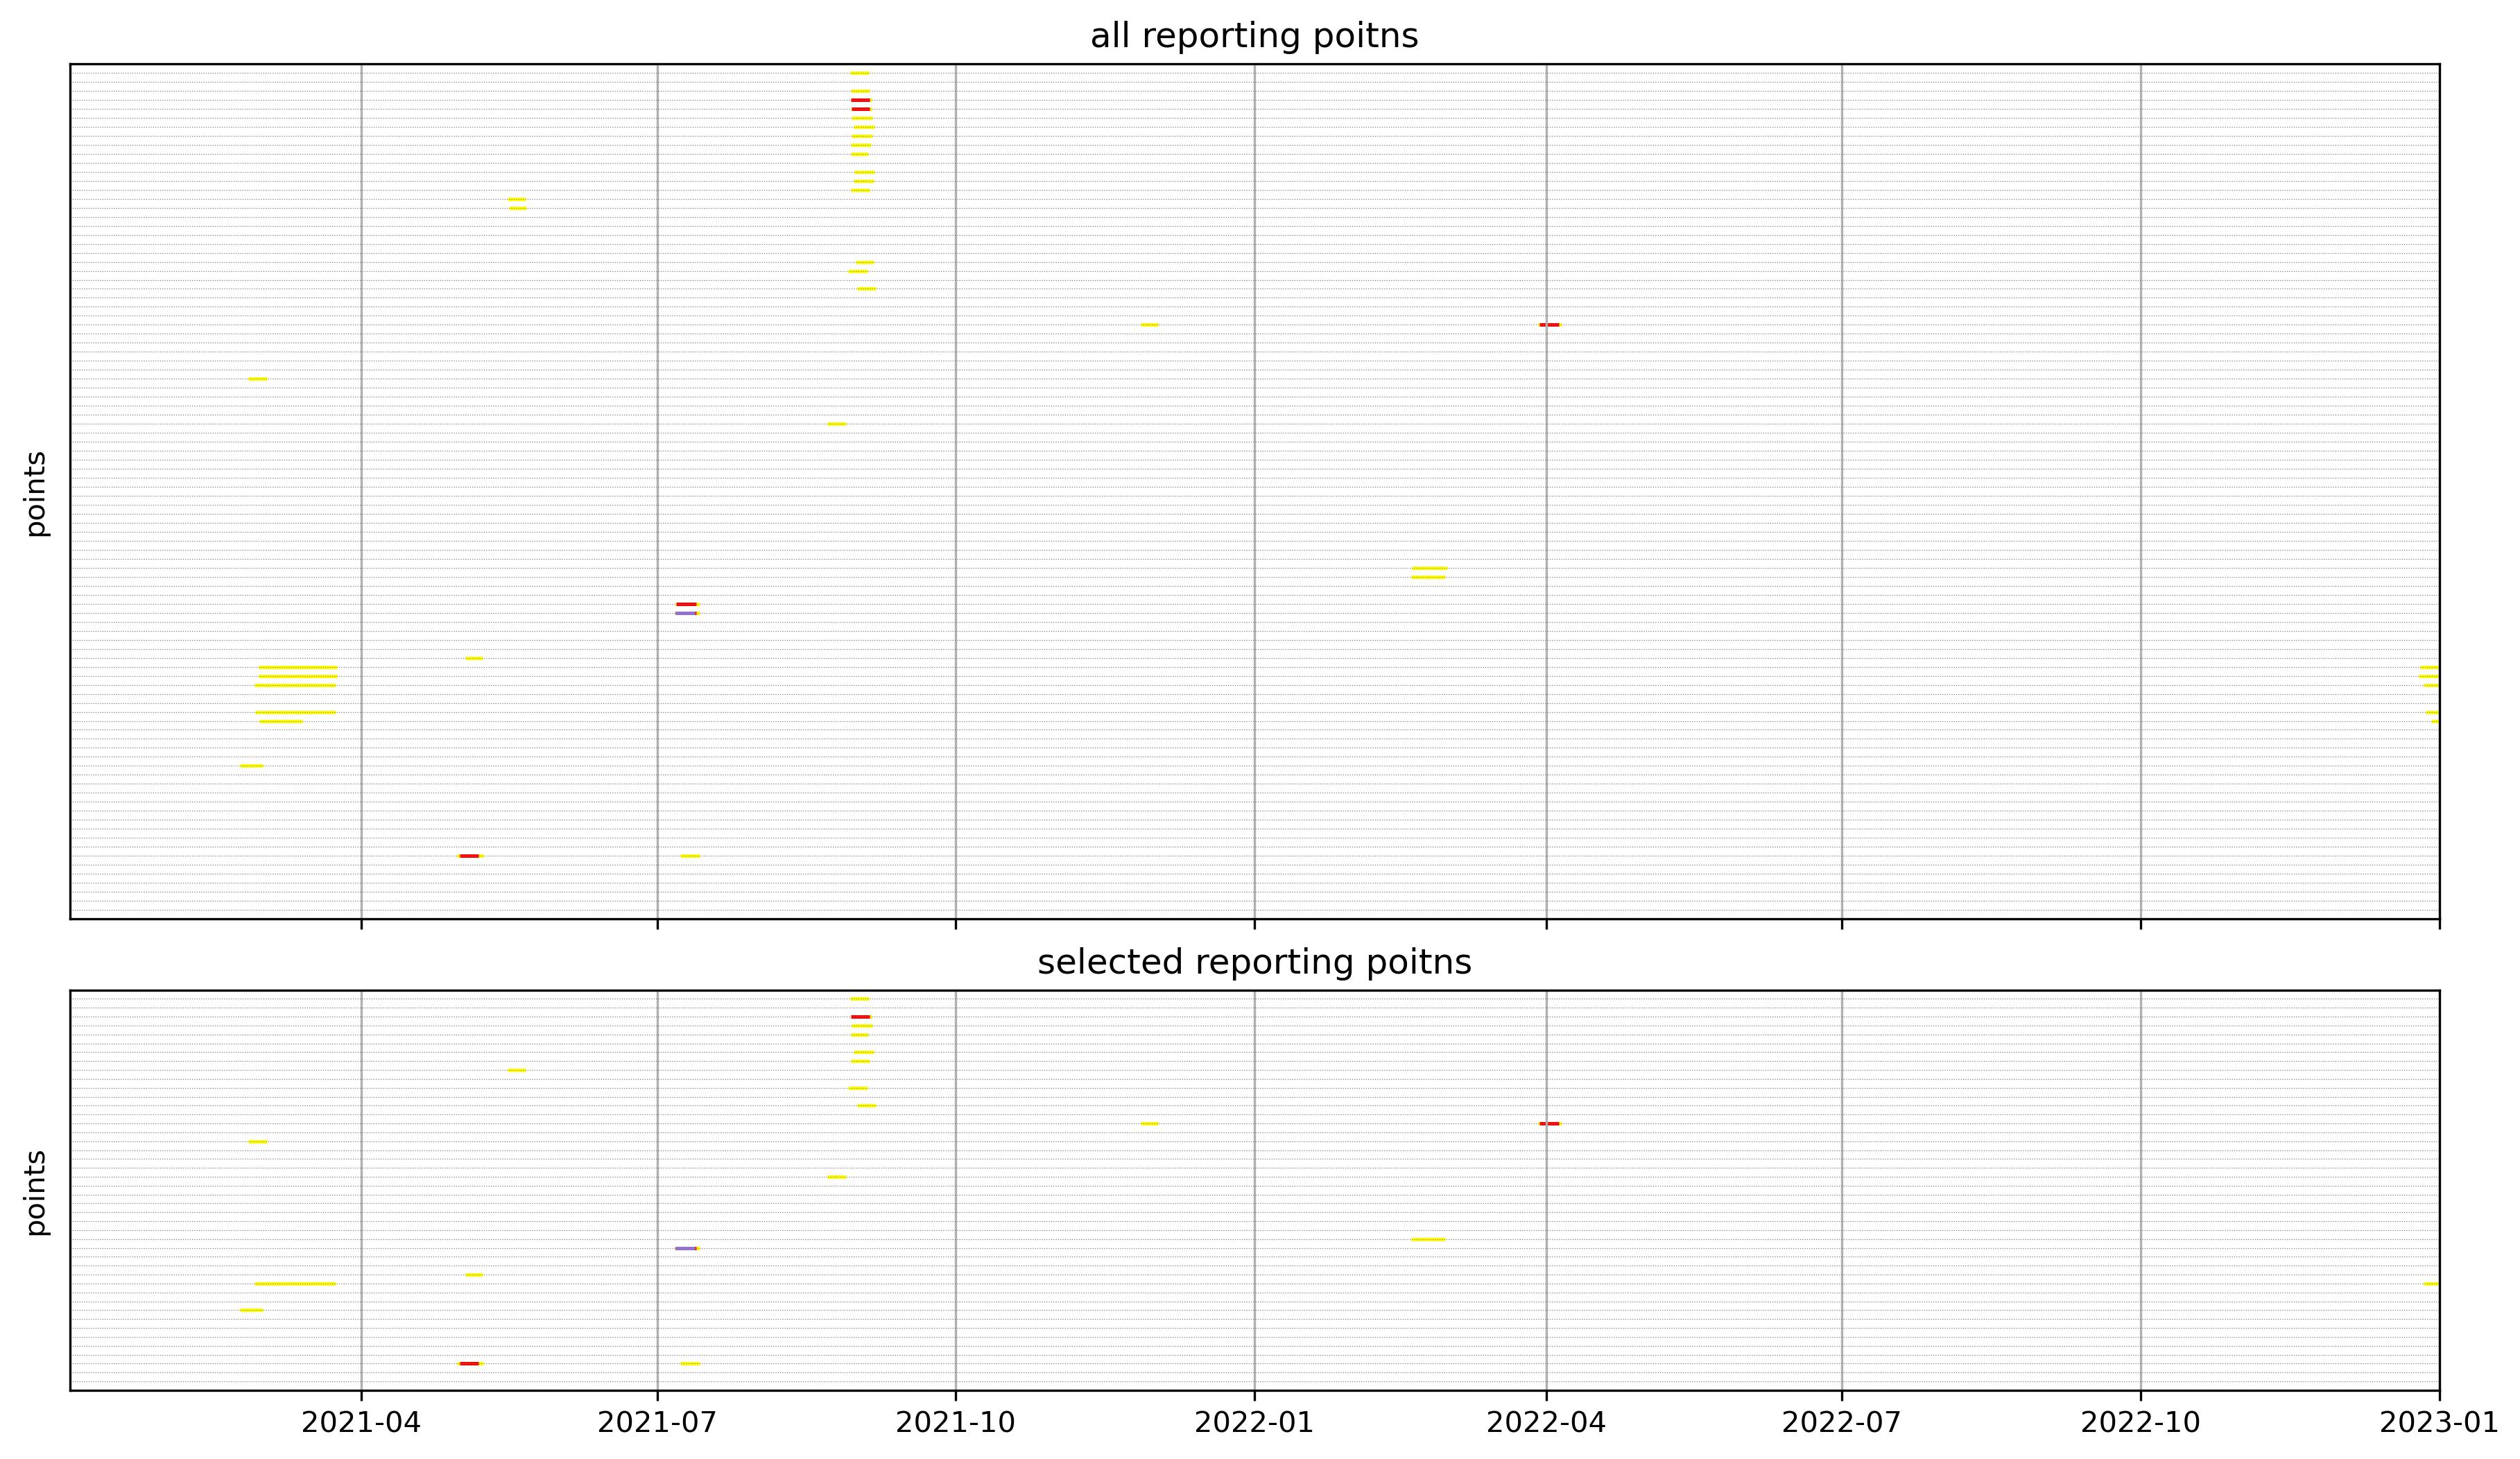 all reporting poitns
points
selected reporting poitns
points
2021-04 2021-07 2021-10 2022-01 2022-04 2022-07 2022-10 2023-01